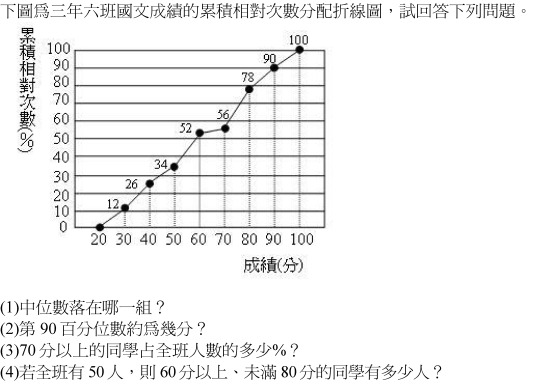 下圖為三年六班國文成績的累積相對次數分配折線圖，試回答下列問題。
累積相對次數(%)
100
90
80
70
60
50
40
30
20
10
0
12
26
34
52
56
78
90
100
20 30 40 50 60 70 80 90 100
成績(分)
(1)中位數落在哪一組？
(2)第 90 百分位數約為幾分？
(3)70 分以上的同學占全班人數的多少%？
(4)若全班有 50 人，則 60 分以上、未滿 80 分的同學有多少人？